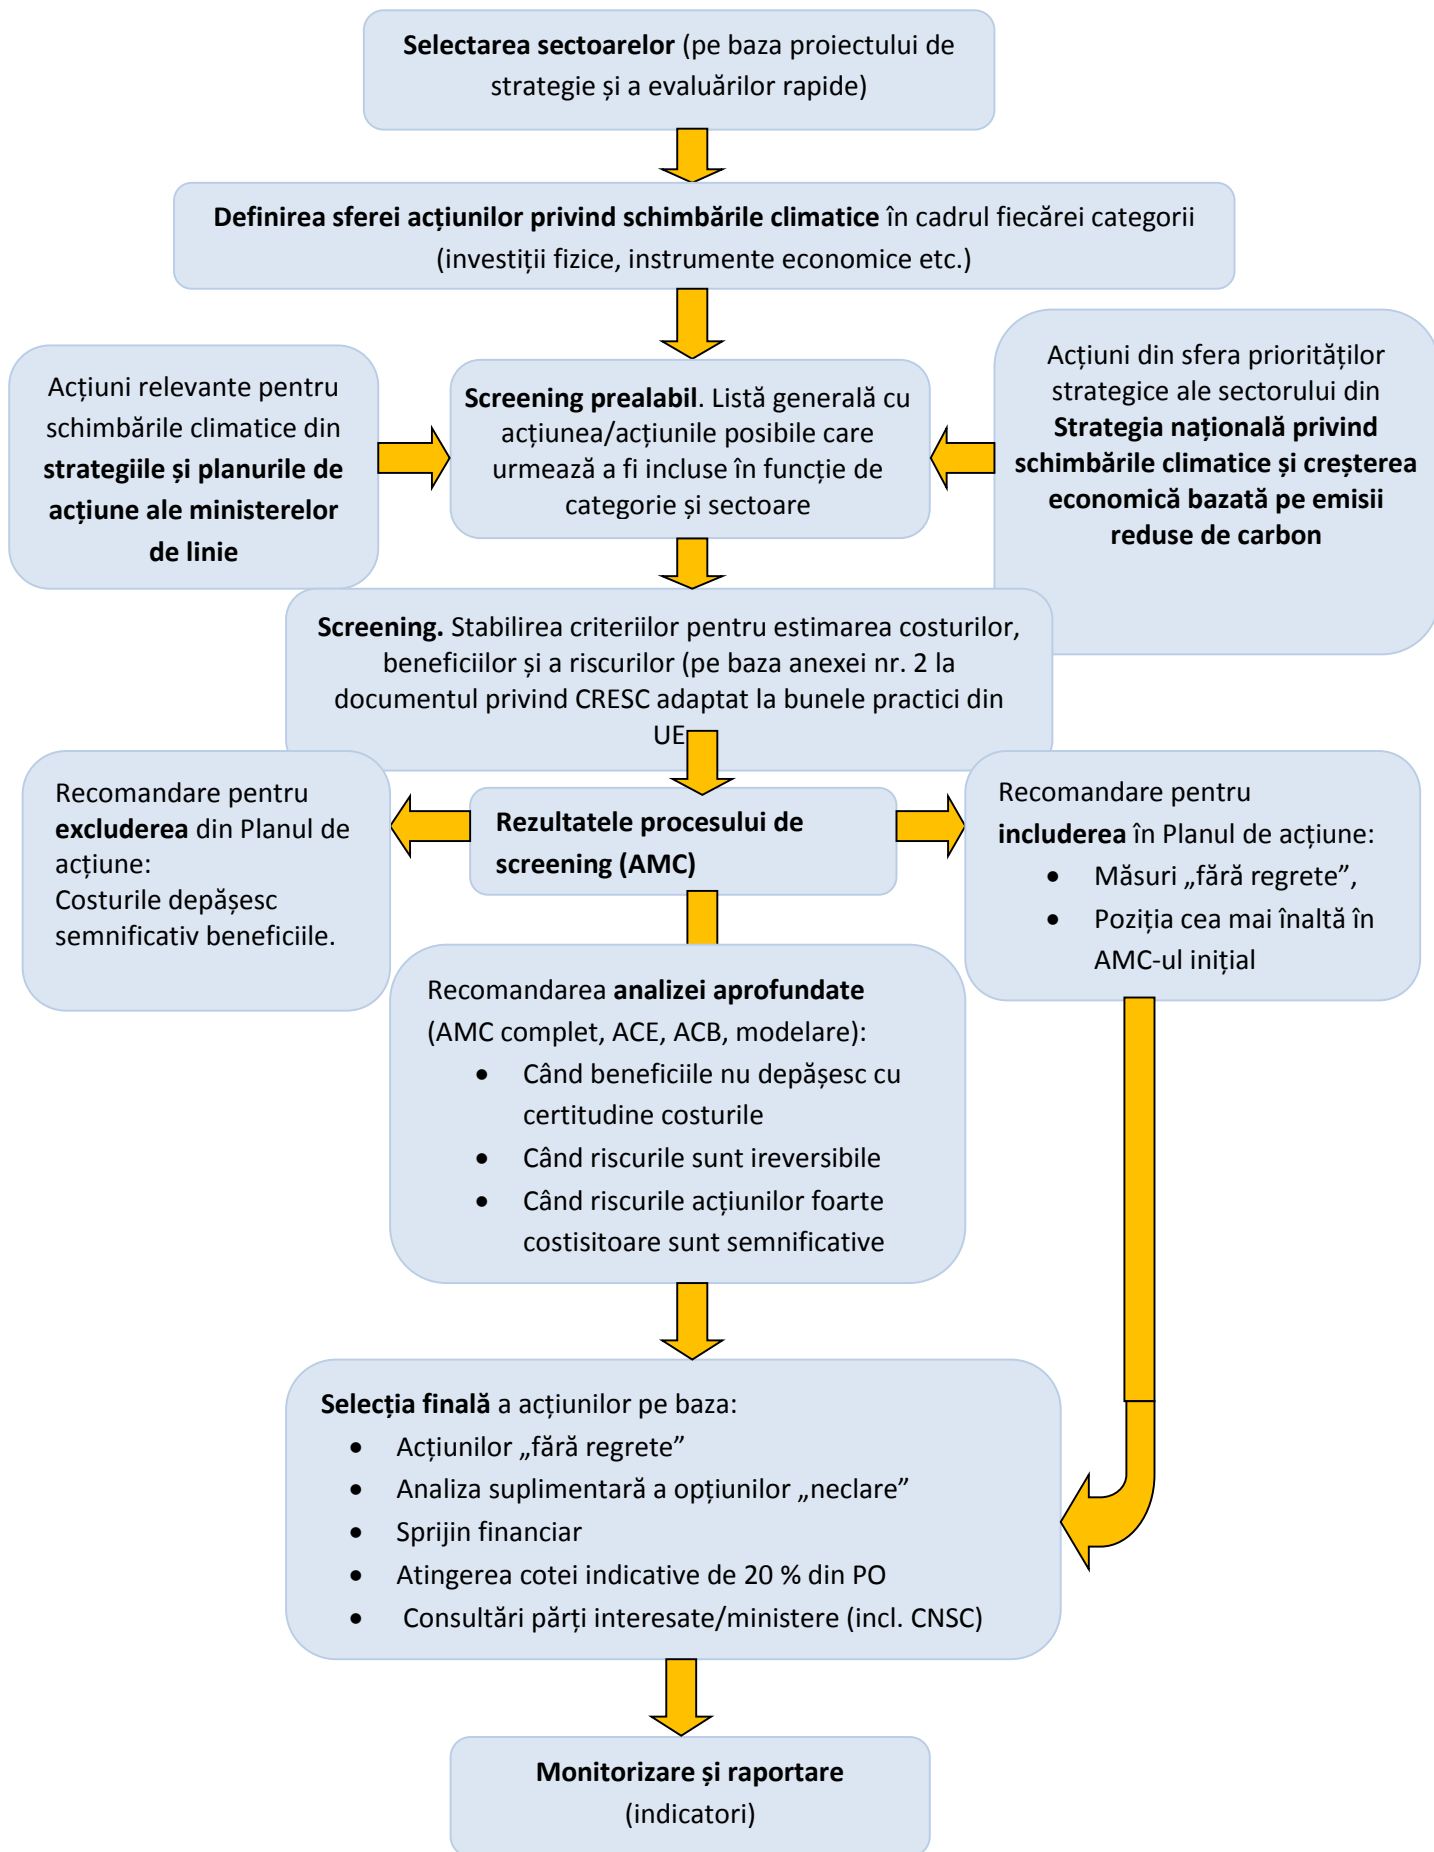 Selectarea sectoarelor (pe baza proiectului de
strategie și a evaluărilor rapide)
Definirea sferei acțiunilor privind schimbările climatice în cadrul fiecărei categorii
(investiții fizice, instrumente economice etc.)
Acțiuni relevante pentru
schimbările climatice din
strategiile și planurile de
acțiune ale ministerelor
de linie
Screening prealabil. Listă generală cu
acțiunea/acțiunile posibile care
urmează a fi incluse în funcție de
categorie și sectoare
Acțiuni din sfera priorităților
strategice ale sectorului din
Strategia națională privind
schimbările climatice și creșterea
economică bazată pe emisii
reduse de carbon
Screening. Stabilirea criteriilor pentru estimarea costurilor,
beneficiilor și a riscurilor (pe baza anexei nr. 2 la
documentul privind CRESC adaptat la bunele practici din
UE
Recomandare pentru
excluderea din Planul de
acțiune:
Costurile depășesc
semnificativ beneficiile.
Rezultatele procesului de
screening (AMC)
Recomandare pentru
includerea în Planul de acțiune:
• Măsuri „fără regrete”,
• Poziția cea mai înaltă în
AMC-ul inițial
Recomandarea analizei aprofundate
(AMC complet, ACE, ACB, modelare):
• Când beneficiile nu depășesc cu
certitudine costurile
• Când riscurile sunt ireversibile
• Când riscurile acțiunilor foarte
costisitoare sunt semnificative
Selecția finală a acțiunilor pe baza:
• Acțiunilor „fără regrete”
• Analiza suplimentară a opțiunilor „neclare”
• Sprijin financiar
• Atingerea cotei indicative de 20 % din PO
• Consultări părți interesate/ministere (incl. CNSC)
Monitorizare și raportare
(indicatori)